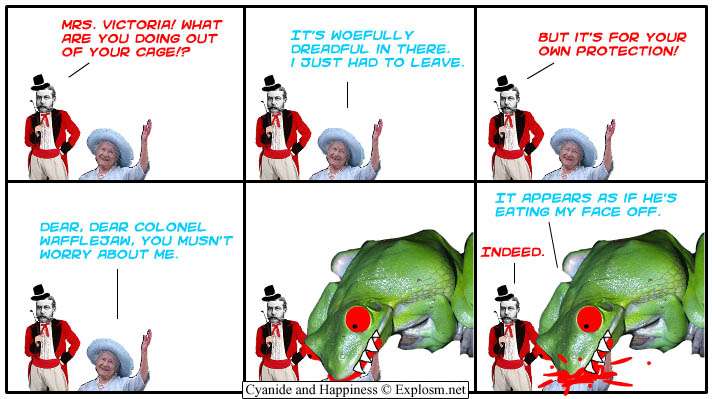 MRS. VICTORIA! WHAT
ARE YOU DOING OUT
OF YOUR CAGE!?
IT'S WOEFULLY
DREADFUL IN THERE.
I JUST HAD TO LEAVE.
BUT IT'S FOR YOUR
OWN PROTECTION!
DEAR, DEAR COLONEL
WAFFLEJAW, YOU MUSN'T
WORRY ABOUT ME.
IT APPEARS AS IF HE'S
EATING MY FACE OFF.
INDEED.
Cyanide and Happiness © Explosm.net